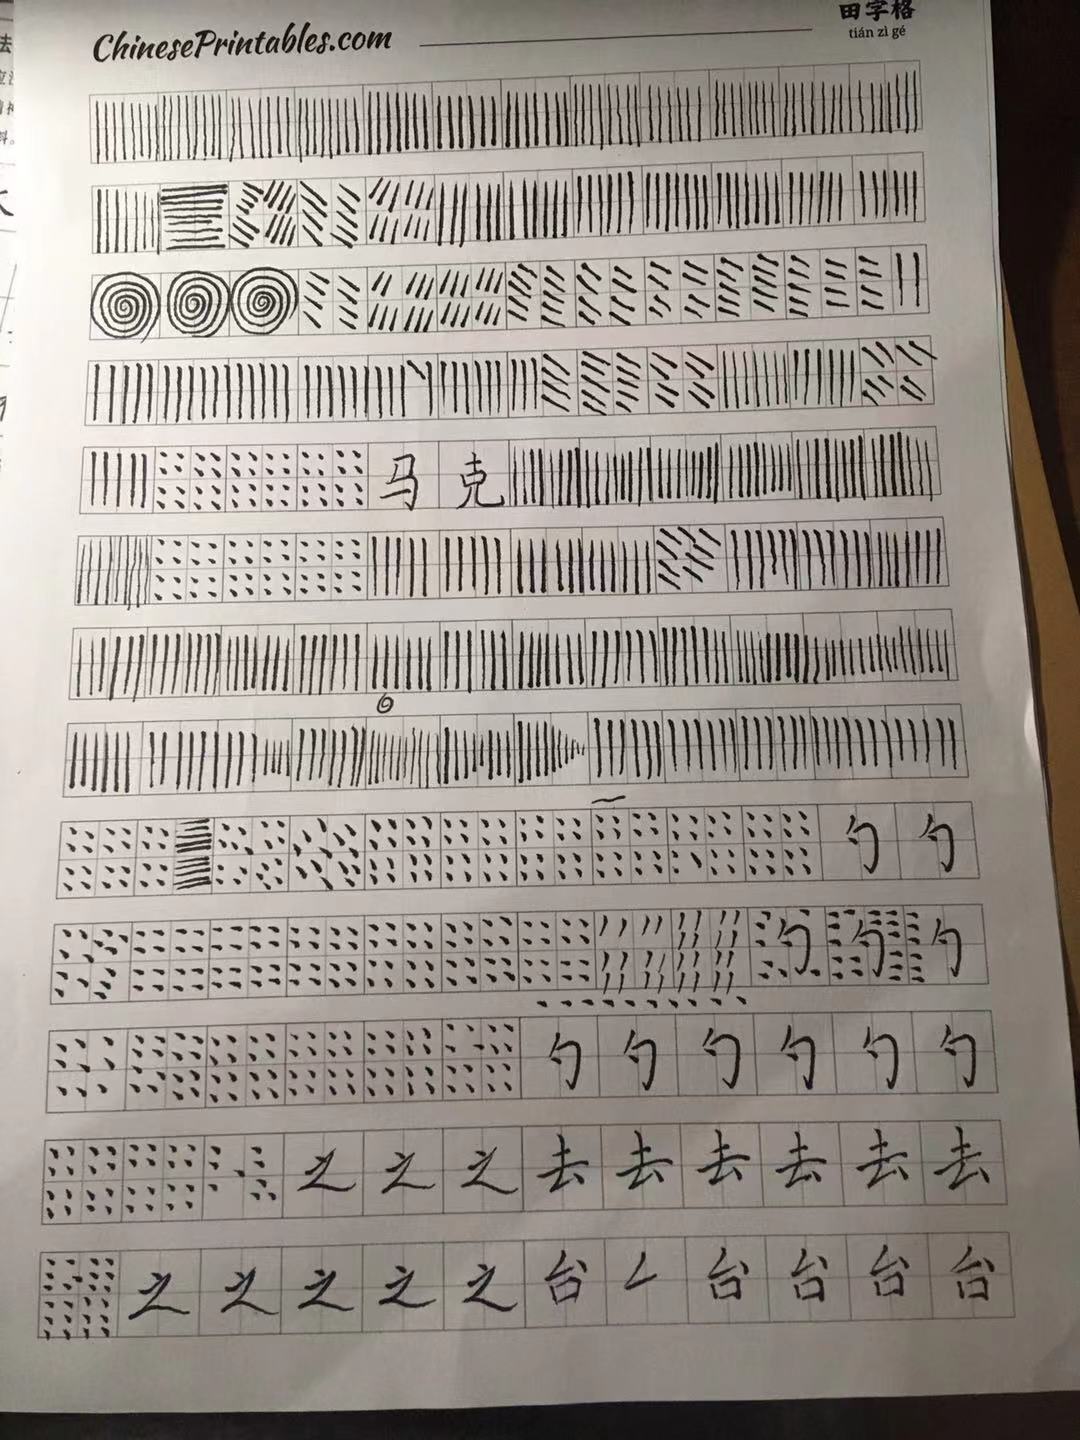 ChinesePrintables.com
田字格
tián zì gé
马 克
勺 勺
勺 勺 勺
勺 勺 勺 勺 勺 勺
之 之 之 去 去 去 去 去 去
之 之 之 之 之 台 台 台 台 台